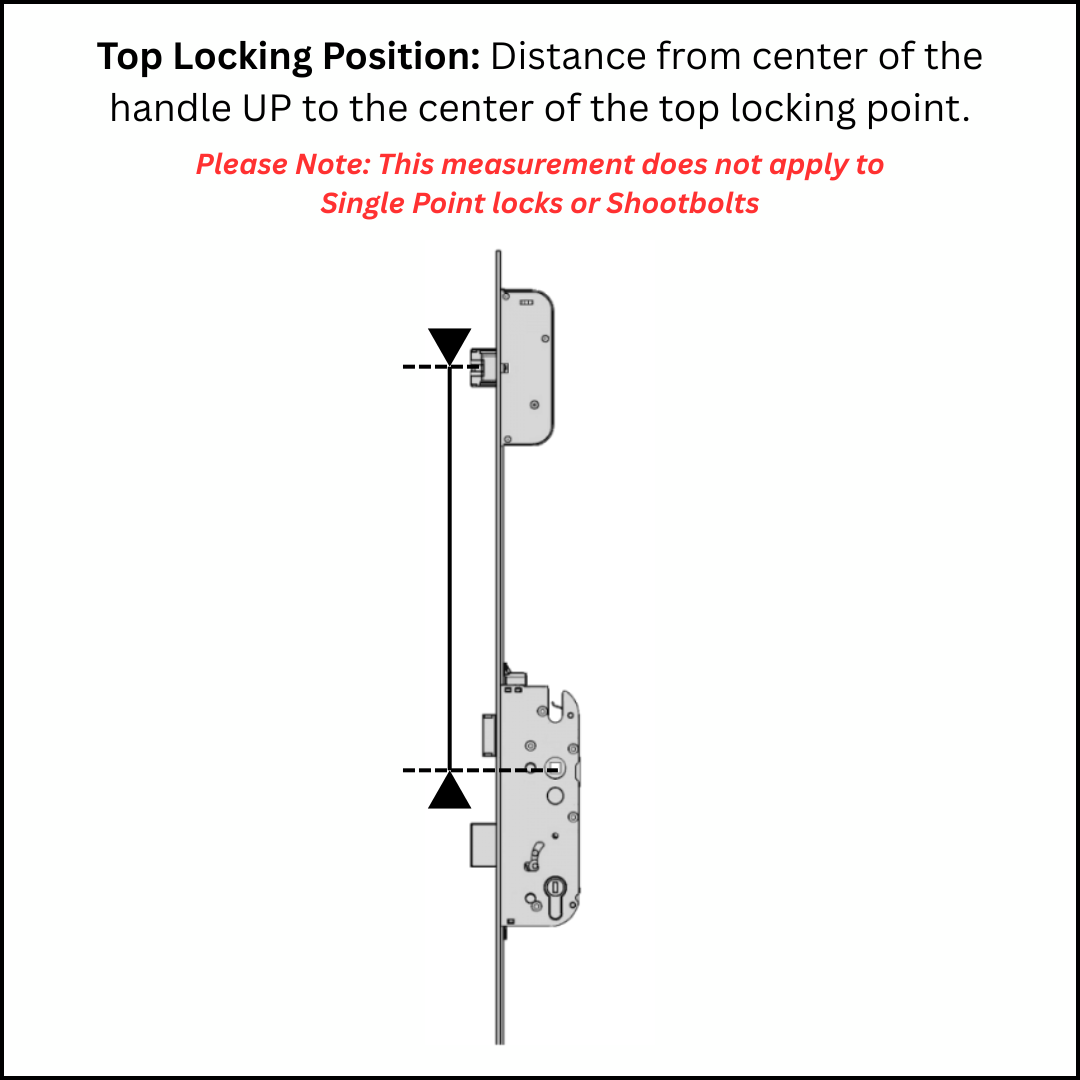 Top Locking Position: Distance from center of the
handle UP to the center of the top locking point.
Please Note: This measurement does not apply to
Single Point locks or Shootbolts